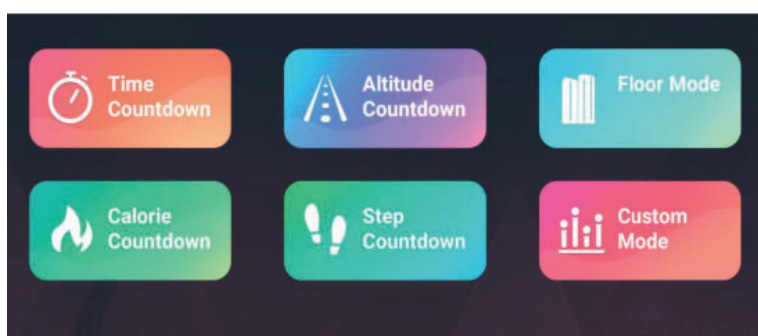 Time
Countdown
Altitude
Countdown
Floor Mode
Calorie
Countdown
Step
Countdown
Custom
Mode